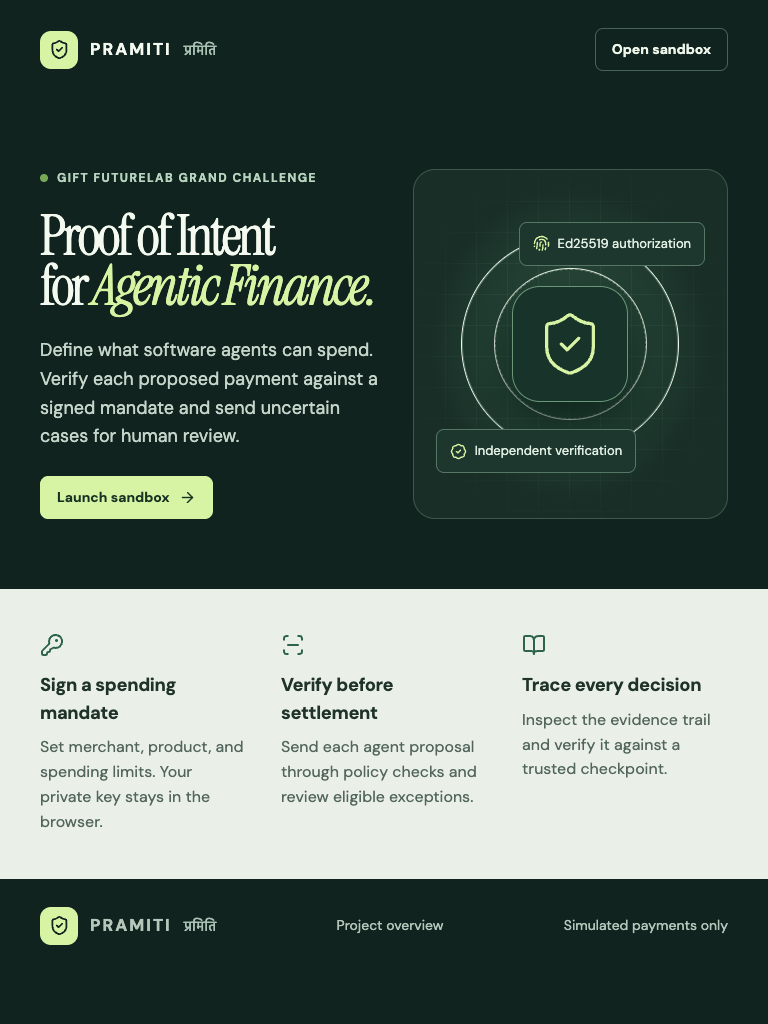 PRAMITI प्रमिति
Open sandbox
GIFT FUTURELAB GRAND CHALLENGE
Proof of Intent
for Agentic Finance.
Define what software agents can spend.
Verify each proposed payment against a
signed mandate and send uncertain
cases for human review.
Launch sandbox
Ed25519 authorization
Independent verification
Sign a spending
mandate
Set merchant, product, and
spending limits. Your
private key stays in the
browser.
Verify before
settlement
Send each agent proposal
through policy checks and
review eligible exceptions.
Trace every decision
Inspect the evidence trail
and verify it against a
trusted checkpoint.
PRAMITI प्रमिति
Project overview
Simulated payments only